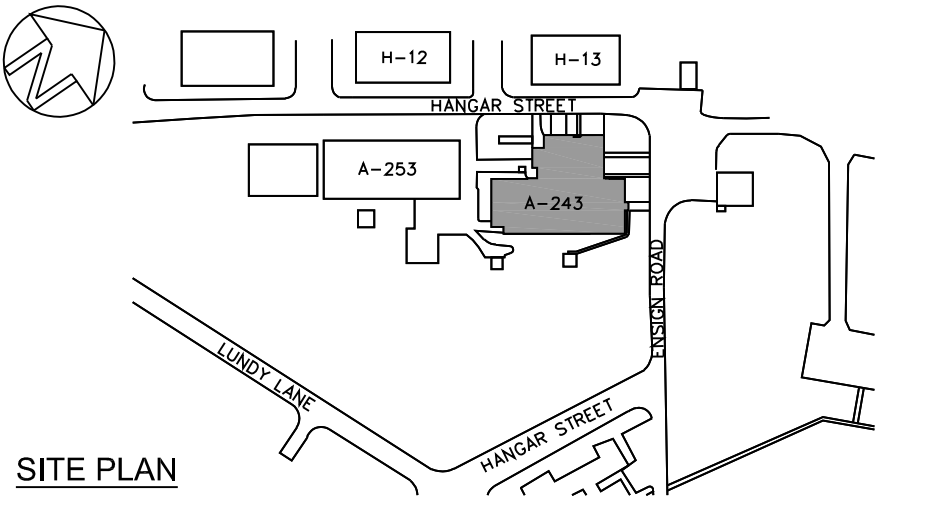 N
H-12
H-13
HANGAR STREET
A-253
A-243
ENSIGN ROAD
LUNDY LANE
HANGAR STREET
SITE PLAN